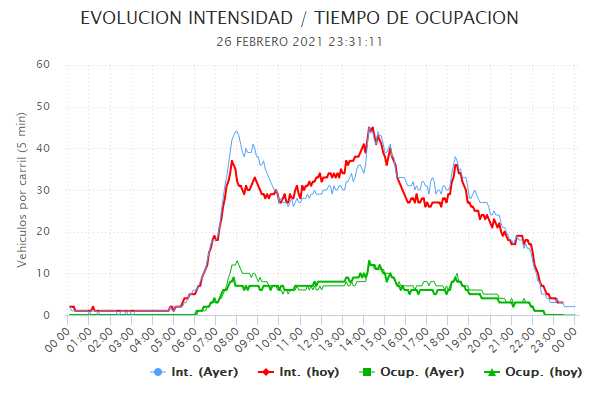 EVOLUCION INTENSIDAD / TIEMPO DE OCUPACION
26 FEBRERO 2021 23:31:11
Vehiculos por carril (5 min)
60
50
40
30
20
10
0
00:00 01:00 02:00 03:00 04:00 05:00 06:00 07:00 08:00 09:00 10:00 11:00 12:00 13:00 14:00 15:00 16:00 17:00 18:00 19:00 20:00 21:00 22:00 23:00 00:00
Int. (Ayer) Int. (hoy) Ocup. (Ayer) Ocup. (hoy)